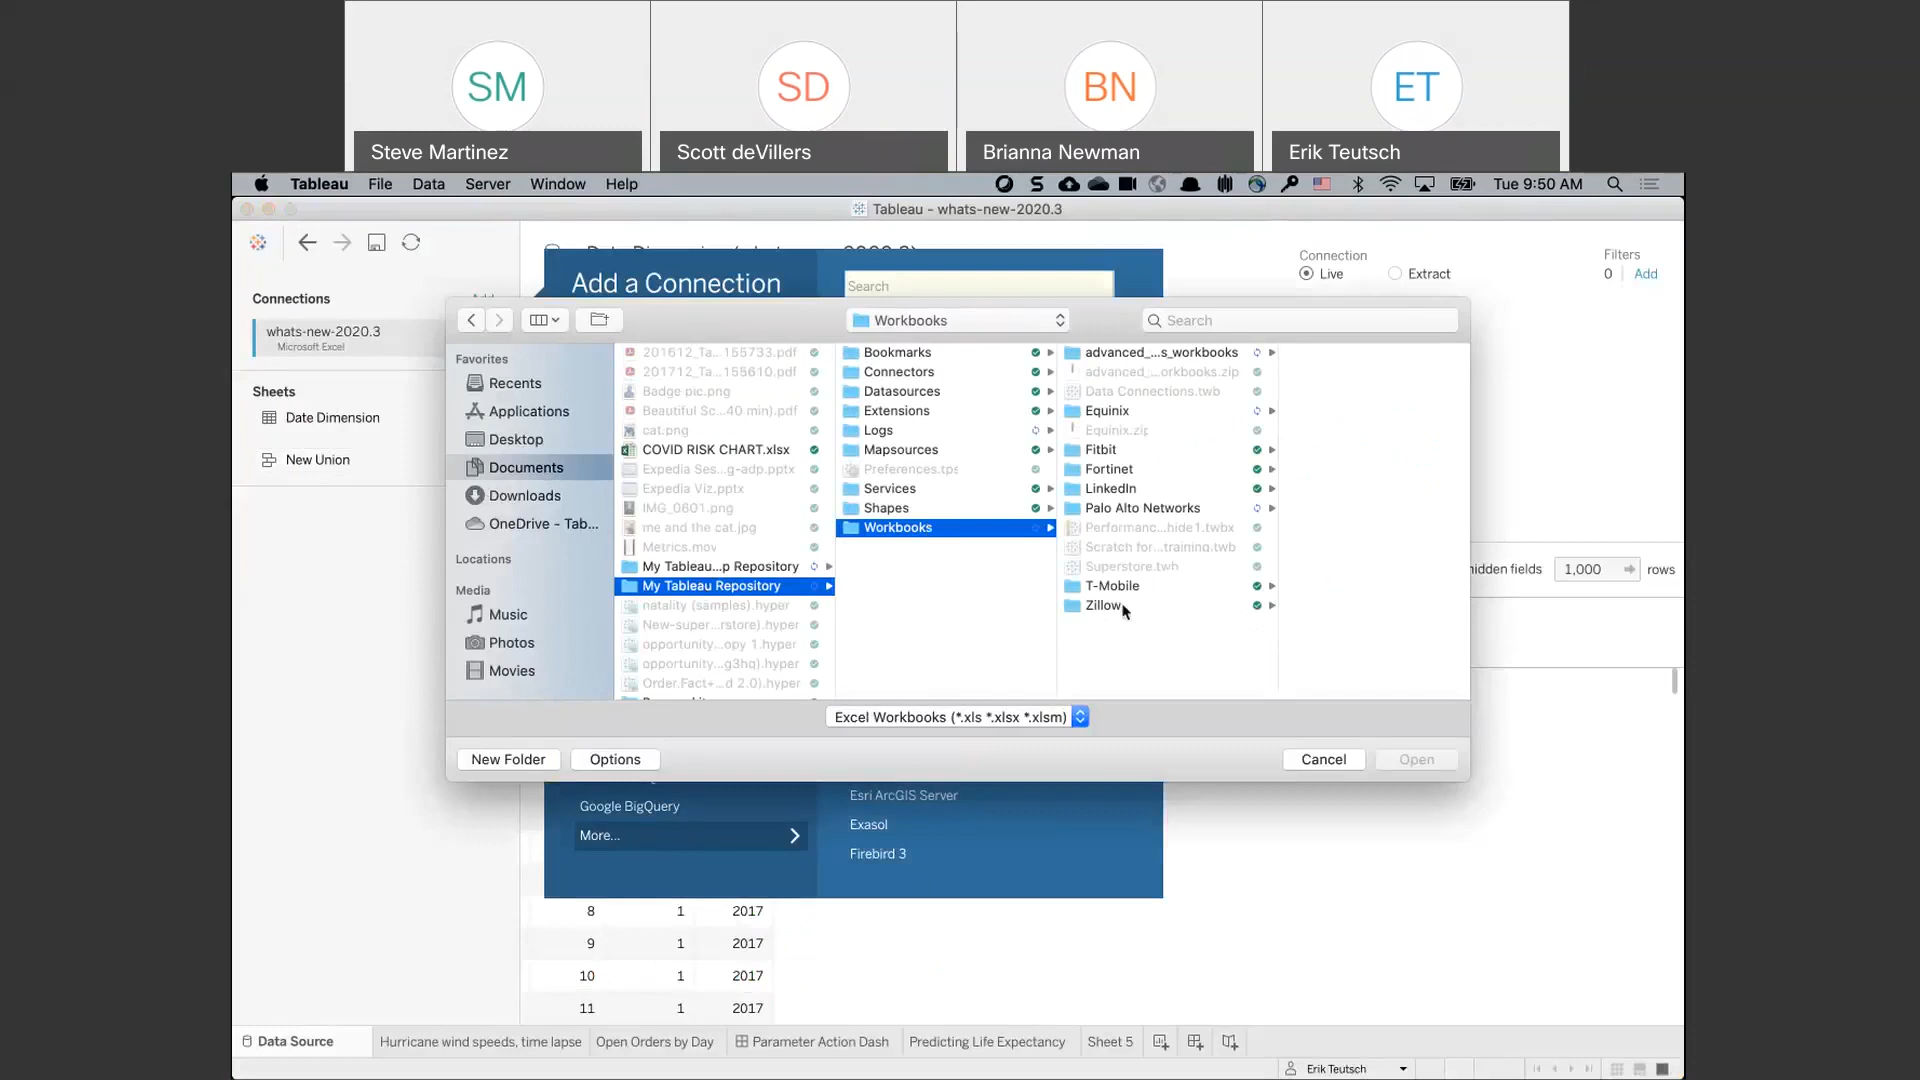 SM
SD
BN
ET
Steve Martinez
Scott deVillers
Brianna Newman
Erik Teutsch
Tableau File Data Server Window Help
Tue 9:50 AM
Tableau - whats-new-2020.3
Connections
whats-new-2020.3
Microsoft Excel
Sheets
Date Dimension
New Union
Add a Connection
Search
Connection
Live
Extract
Filters
0
Add
Workbooks
Search
Favorites
Recents
Applications
Desktop
Documents
Downloads
OneDrive - Tab...
Locations
Media
Music
Photos
Movies
201612_Ta...155733.pdf
201712_Ta...155610.pdf
Badge pic.png
Beautiful Sc...40 min).pdf
cat.png
COVID RISK CHART.xlsx
Expedia Ses...g-adp.pptx
Expedia Viz.pptx
IMG_0801.png
me and the cat.jpg
Metrics.mov
My Tableau...p Repository
My Tableau Repository
natality (samples).hyper
New-super...rstore).hyper
opportunity...opy 1.hyper
opportunity...g3hq).hyper
Order.Fact+...d 2.0).hyper
Bookmarks
Connectors
Datasources
Extensions
Logs
Mapsources
Preferences.tps
Services
Shapes
Workbooks
advanced_...s_workbooks
advanced_...orkbooks.zip
Data Connections.twb
Equinix
Equinix.zip
Fitbit
Fortinet
LinkedIn
Palo Alto Networks
Performanc...hide1.twbx
Scratch for...training.twb
Superstore.twb
T-Mobile
Zillow
hidden fields
1,000
rows
Excel Workbooks (*.xls *.xlsx *.xlsm)
New Folder
Options
Cancel
Open
Google BigQuery
More...
Esri ArcGIS Server
Exasol
Firebird 3
8 1 2017
9 1 2017
10 1 2017
11 1 2017
Data Source
Hurricane wind speeds, time lapse
Open Orders by Day
Parameter Action Dash
Predicting Life Expectancy
Sheet 5
Erik Teutsch